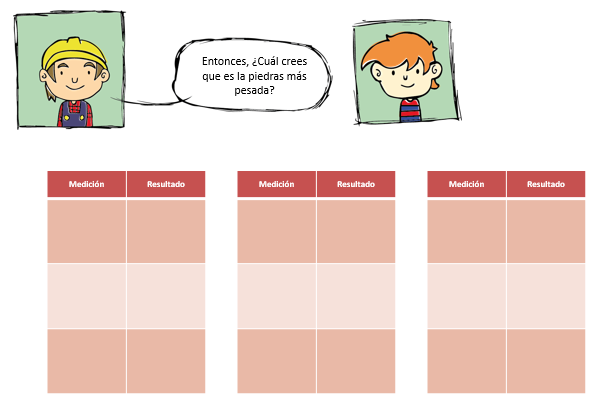 Entonces, ¿Cuál crees
que es la piedras más
pesada?
Medición Resultado
Medición Resultado
Medición Resultado